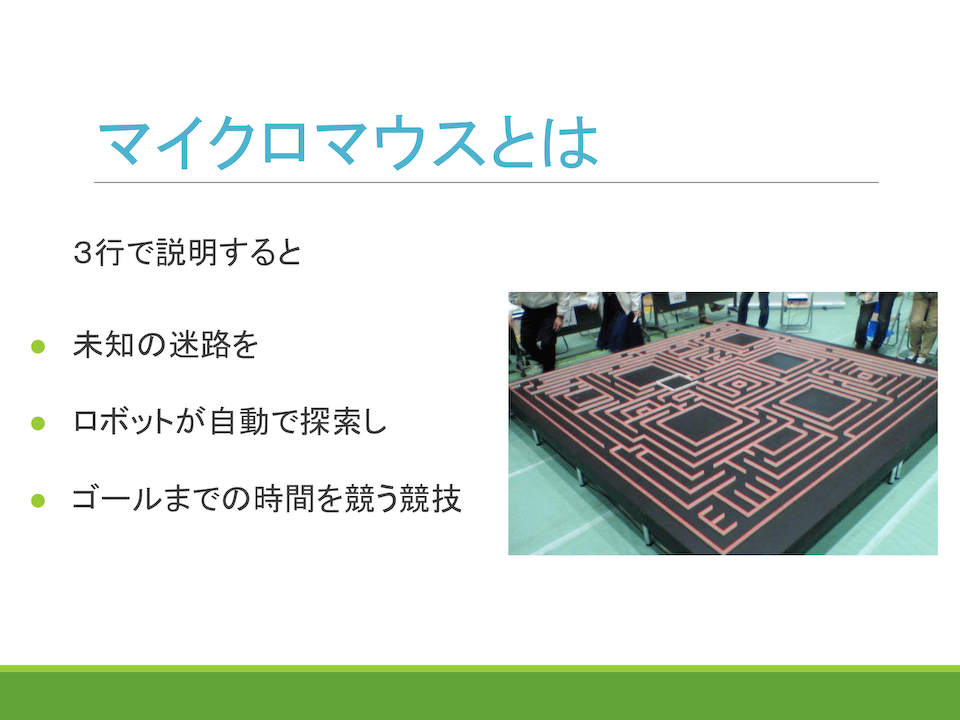 マイクロマウスとは
３行で説明すると
未知の迷路を
ロボットが自動で探索し
ゴールまでの時間を競う競技